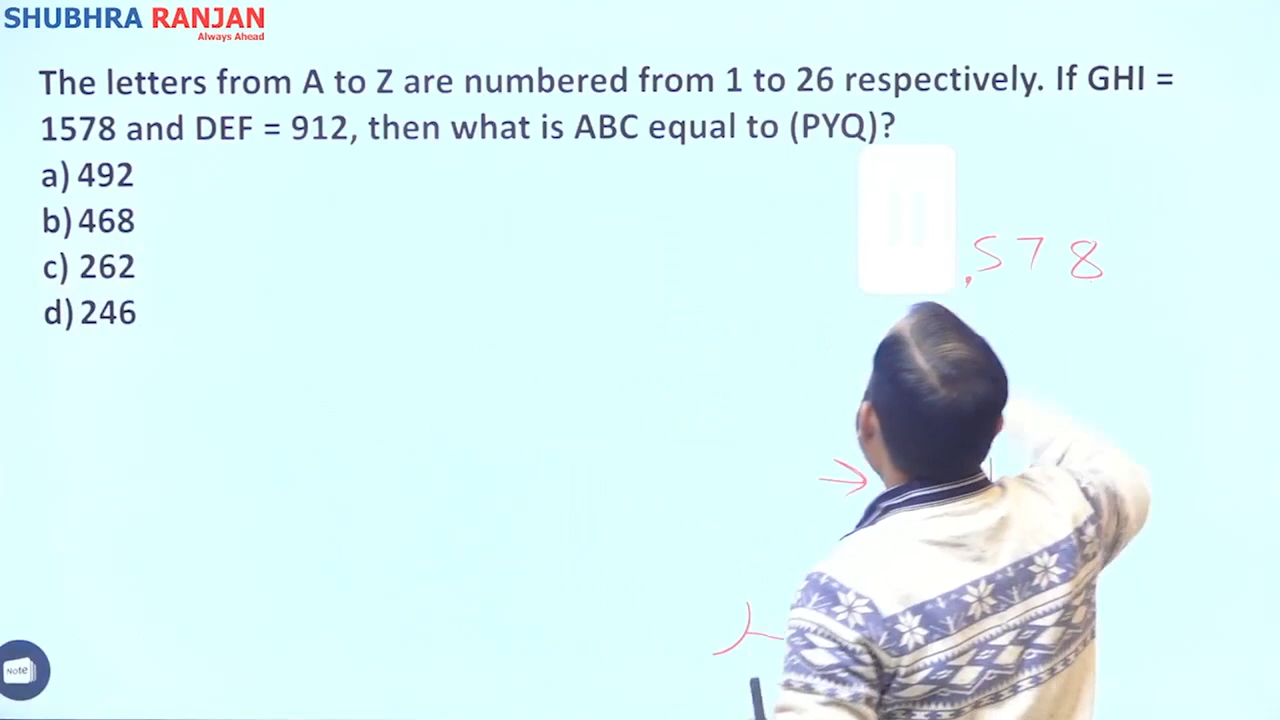 SHUBHRA RANJAN
Always Ahead
The letters from A to Z are numbered from 1 to 26 respectively. If GHI =
1578 and DEF = 912, then what is ABC equal to (PYQ)?
a) 492
b) 468
c) 262
d) 246
578
Note